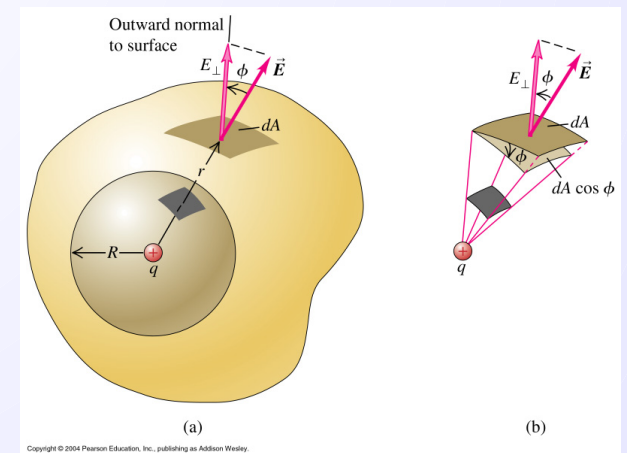 Outward normal
to surface
E⊥
ϕ
E⃗
dA
r
R
q
(a)
E⊥
ϕ
E⃗
dA
ϕ
dA cos ϕ
q
(b)
Copyright © 2004 Pearson Education, Inc., publishing as Addison Wesley.